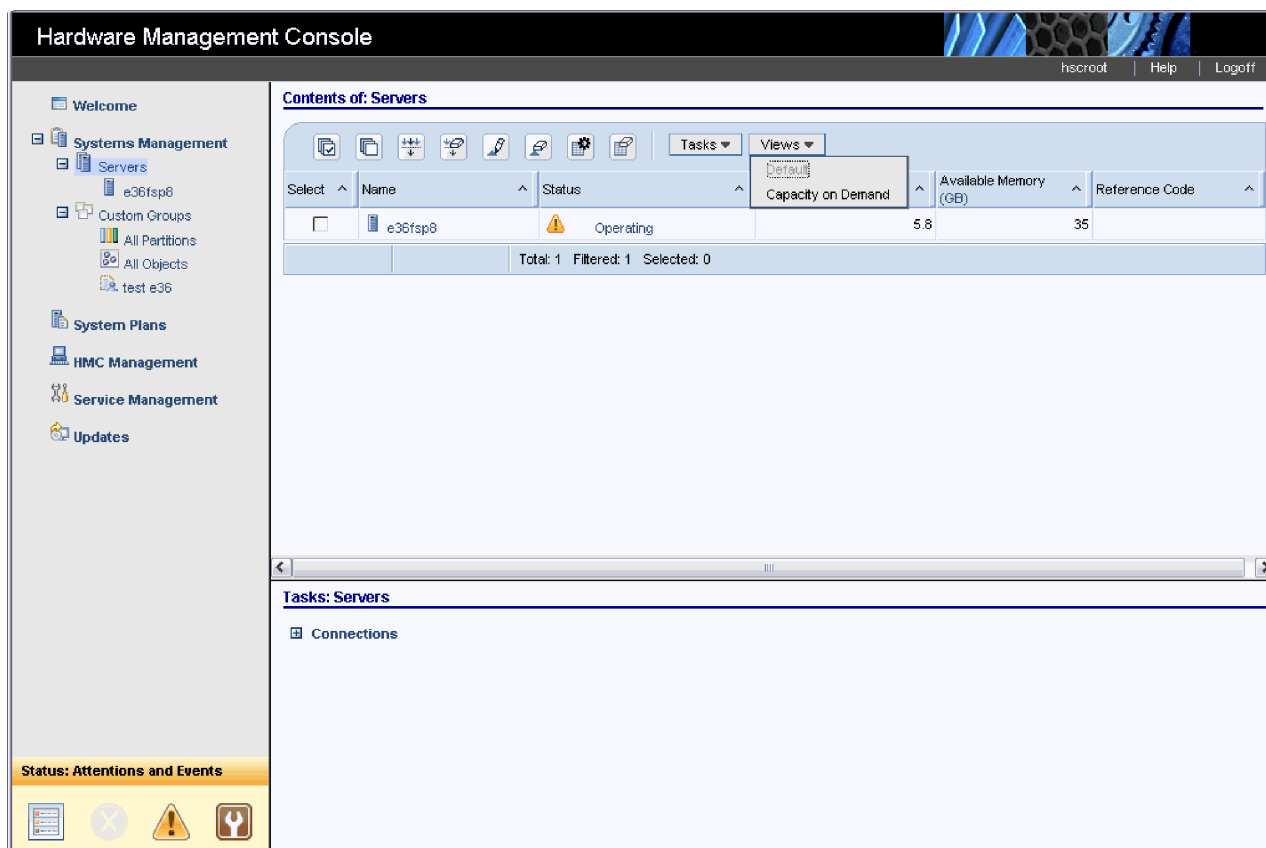 Hardware Management Console
hscroot | Help | Logoff
Welcome
Systems Management
Servers
e36fsp8
Custom Groups
All Partitions
All Objects
test e36
System Plans
HMC Management
Service Management
Updates
Status: Attentions and Events
Contents of: Servers
Tasks Views
Default
Capacity on Demand
Select ^ Name ^ Status ^ ^ Available Memory (GB) ^ Reference Code ^
e36fsp8 Operating 5.8 35
Total: 1 Filtered: 1 Selected: 0
Tasks: Servers
Connections